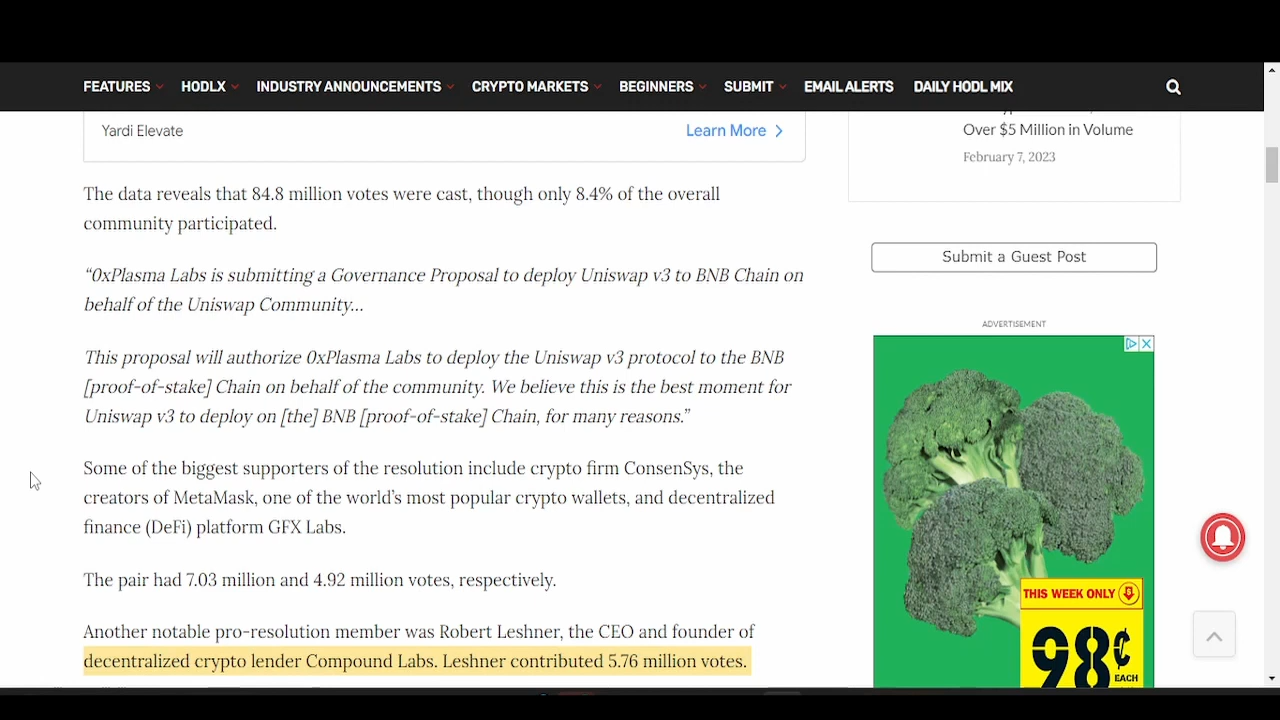 FEATURES HODLX INDUSTRY ANNOUNCEMENTS CRYPTO MARKETS BEGINNERS SUBMIT EMAIL ALERTS DAILY HODL MIX
Yardi Elevate
Learn More
The data reveals that 84.8 million votes were cast, though only 8.4% of the overall
community participated.
“0xPlasma Labs is submitting a Governance Proposal to deploy Uniswap v3 to BNB Chain on
behalf of the Uniswap Community…
This proposal will authorize 0xPlasma Labs to deploy the Uniswap v3 protocol to the BNB
[proof-of-stake] Chain on behalf of the community. We believe this is the best moment for
Uniswap v3 to deploy on [the] BNB [proof-of-stake] Chain, for many reasons.”
Some of the biggest supporters of the resolution include crypto firm ConsenSys, the
creators of MetaMask, one of the world’s most popular crypto wallets, and decentralized
finance (DeFi) platform GFX Labs.
The pair had 7.03 million and 4.92 million votes, respectively.
Another notable pro-resolution member was Robert Leshner, the CEO and founder of
decentralized crypto lender Compound Labs. Leshner contributed 5.76 million votes.
Over $5 Million in Volume
February 7, 2023
Submit a Guest Post
ADVERTISEMENT
THIS WEEK ONLY
98¢
EACH